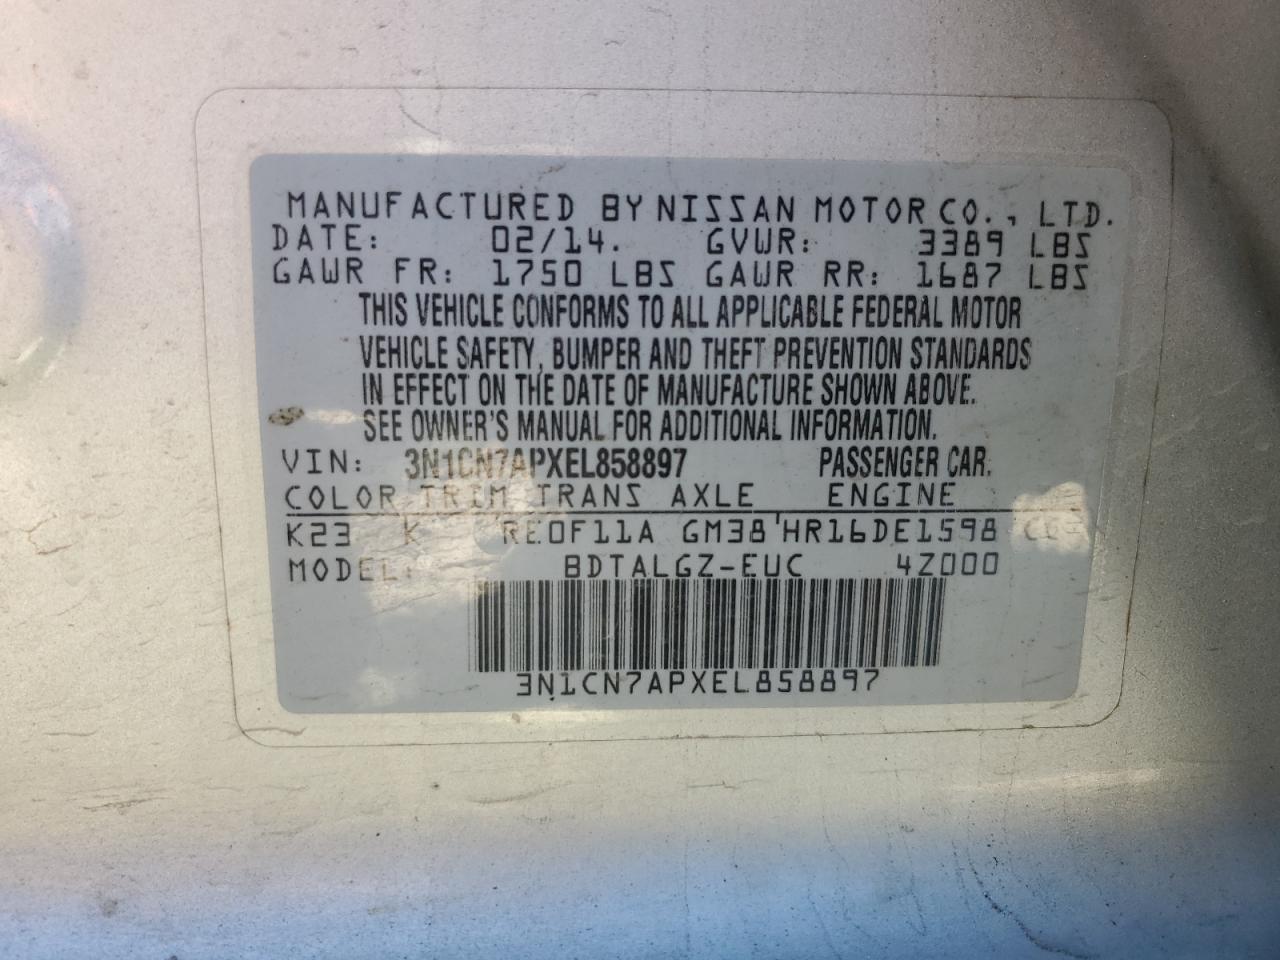 MANUFACTURED BY NISSAN MOTOR CO., LTD.
DATE: 02/14. GVWR: 3389 LBS
GAWR FR: 1750 LBS GAWR RR: 1687 LBS
THIS VEHICLE CONFORMS TO ALL APPLICABLE FEDERAL MOTOR
VEHICLE SAFETY, BUMPER AND THEFT PREVENTION STANDARDS
IN EFFECT ON THE DATE OF MANUFACTURE SHOWN ABOVE.
SEE OWNER'S MANUAL FOR ADDITIONAL INFORMATION.
VIN: 3N1CN7APXEL858897 PASSENGER CAR.
COLOR TRIM TRANS AXLE ENGINE
K23 K RE0F11A GM38 HR16DE1598
MODEL: BDTALGZ-EUC 4Z000
3N1CN7APXEL858897